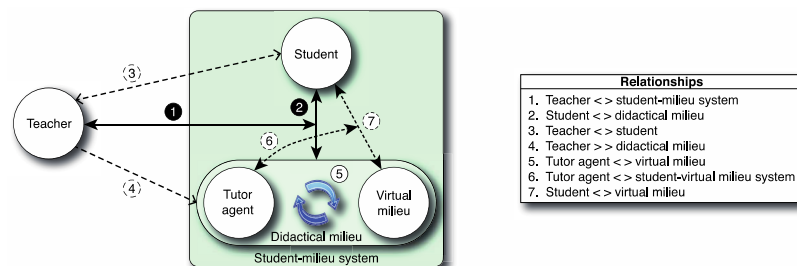 Student
3
Teacher
1
2
7
6
4
5
Tutor
agent
Virtual
milieu
Didactical milieu
Student-milieu system
Relationships
1. Teacher <> student-milieu system
2. Student <> didactical milieu
3. Teacher <> student
4. Teacher >> didactical milieu
5. Tutor agent <> virtual milieu
6. Tutor agent <> student-virtual milieu system
7. Student <> virtual milieu